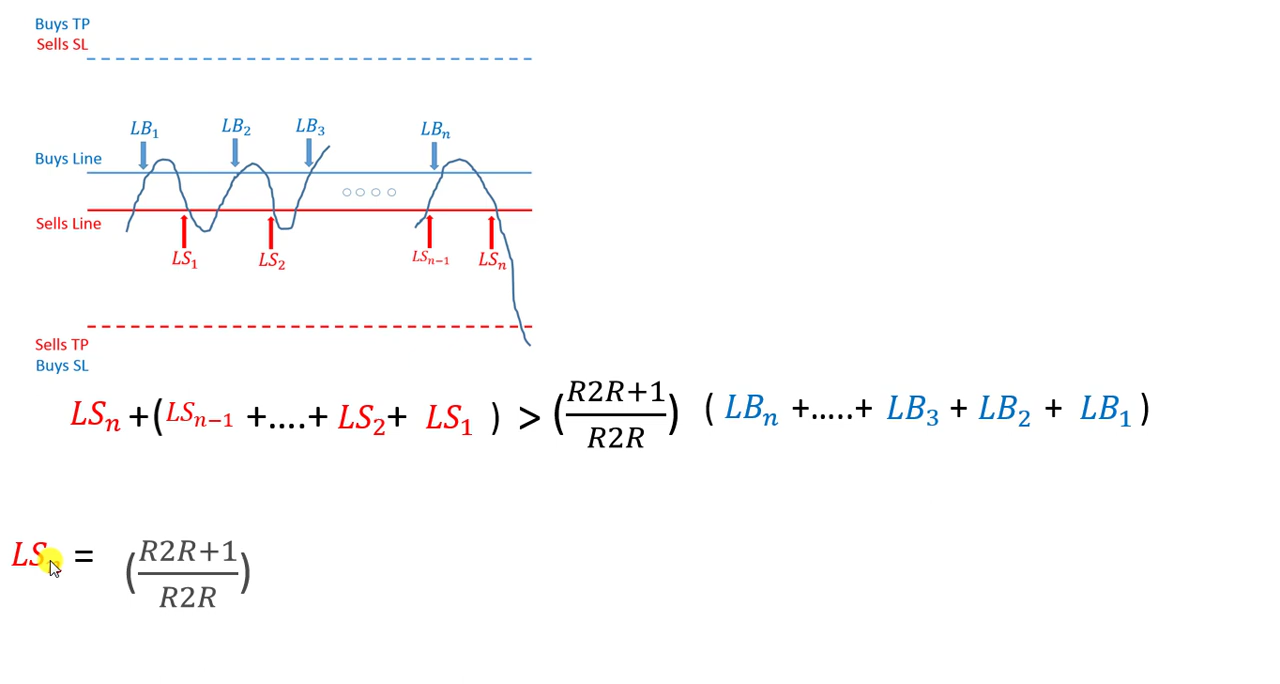 Buys TP
Sells SL
LB₁ LB₂ LB₃ LBₙ
Buys Line
Sells Line
LS₁ LS₂ LSₙ₋₁ LSₙ
Sells TP
Buys SL
LSₙ +(LSₙ₋₁ +....+ LS₂+ LS₁ ) > (R2R+1/R2R) ( LBₙ +.....+ LB₃ + LB₂ + LB₁ )
LS = (R2R+1/R2R)